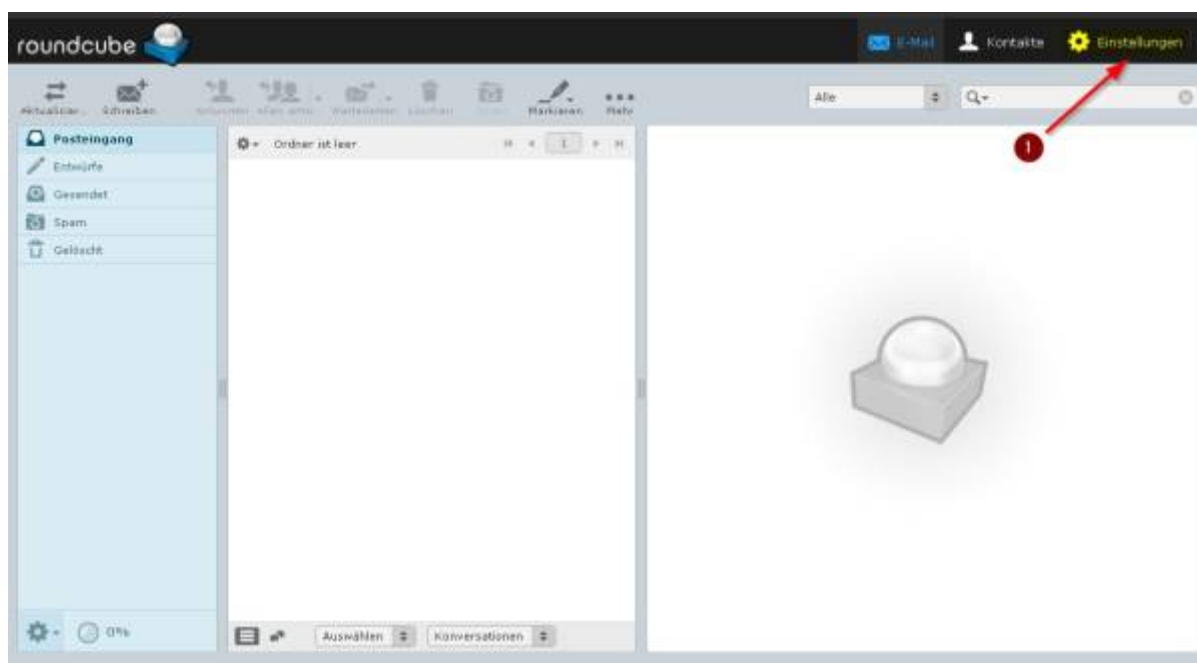 roundcube
E-Mail Kontakte Einstellungen
1
Schreiben Markieren Mehr
Alle
Posteingang
Entwürfe
Gesendet
Spam
Gelöscht
Ordner ist leer
1
0%
Auswählen Konversationen